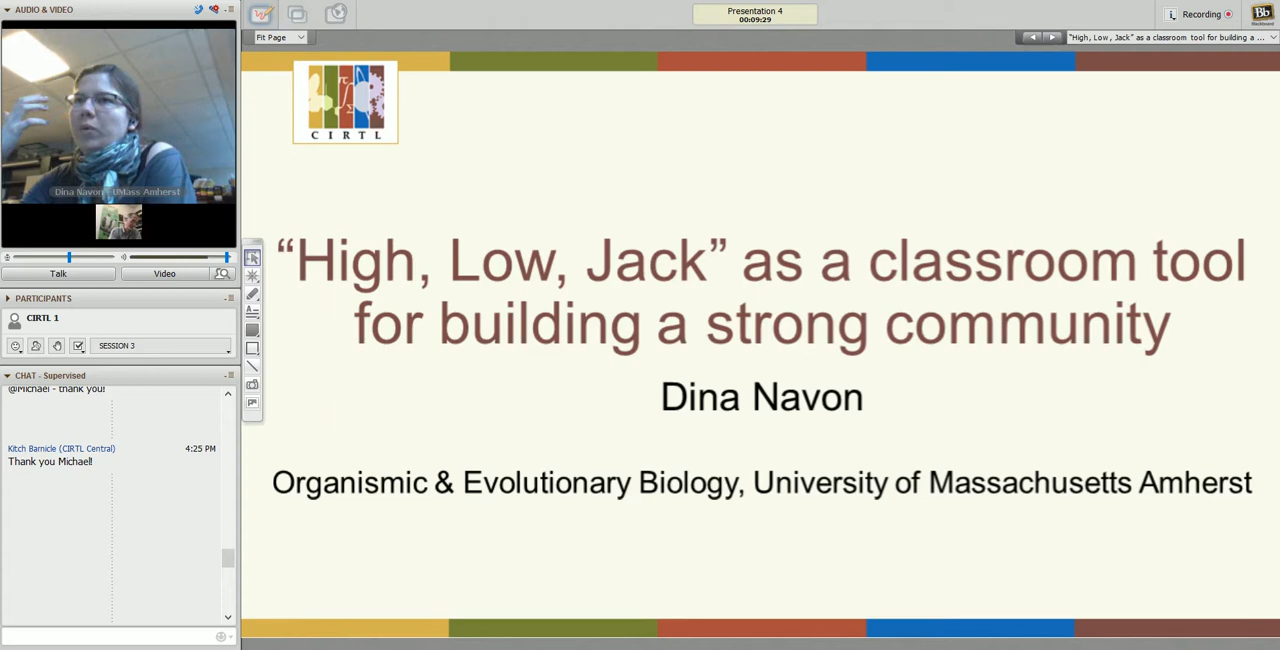 AUDIO & VIDEO
Dina Navon - UMass Amherst
Talk
Video
PARTICIPANTS
CIRTL 1
SESSION 3
CHAT - Supervised
@Michael - thank you!
Kitch Barnicle (CIRTL Central) 4:25 PM
Thank you Michael!
Presentation 4
00:09:29
Recording
Bb
Blackboard
Fit Page
"High, Low, Jack" as a classroom tool for building a ...
CIRTL
“High, Low, Jack” as a classroom tool
for building a strong community
Dina Navon
Organismic & Evolutionary Biology, University of Massachusetts Amherst